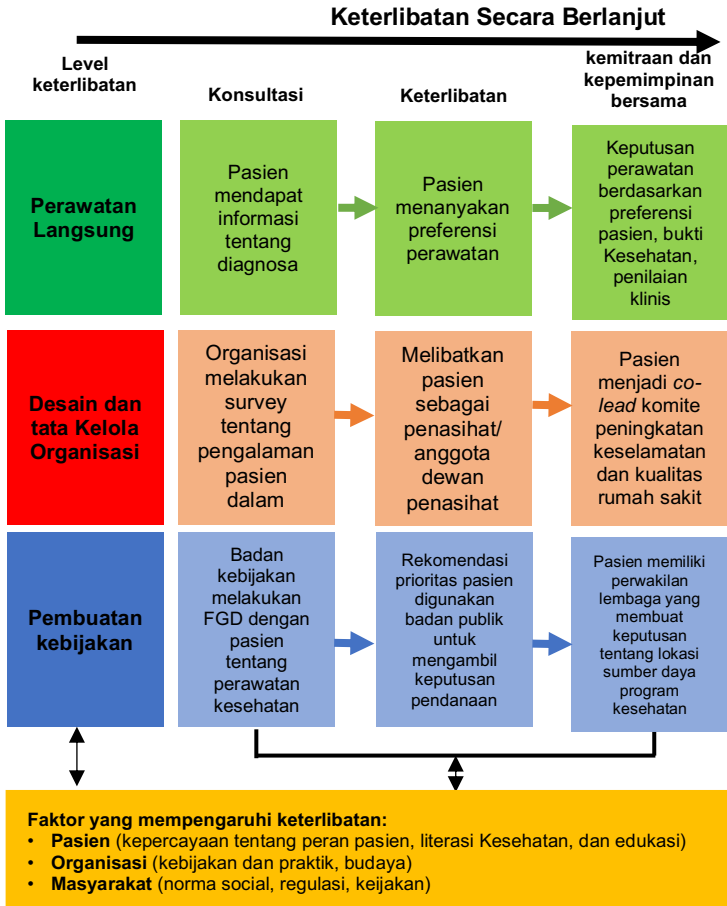 Keterlibatan Secara Berlanjut
Level
keterlibatan
Konsultasi
Keterlibatan
kemitraan dan
kepemimpinan
bersama
Perawatan
Langsung
Pasien
mendapat
informasi
tentang
diagnosa
Pasien
menanyakan
preferensi
perawatan
Keputusan
perawatan
berdasarkan
preferensi
pasien, bukti
Kesehatan,
penilaian
klinis
Desain dan
tata Kelola
Organisasi
Organisasi
melakukan
survey
tentang
pengalaman
pasien
dalam
Melibatkan
pasien
sebagai
penasihat/
anggota
dewan
penasihat
Pasien
menjadi co-
lead komite
peningkatan
keselamatan
dan kualitas
rumah sakit
Pembuatan
kebijakan
Badan
kebijakan
melakukan
FGD dengan
pasien
tentang
perawatan
kesehatan
Rekomendasi
prioritas pasien
digunakan
badan publik
untuk
mengambil
keputusan
pendanaan
Pasien memiliki
perwakilan
lembaga yang
membuat
keputusan
tentang lokasi
sumber daya
program
kesehatan
Faktor yang mempengaruhi keterlibatan:
• Pasien (kepercayaan tentang peran pasien, literasi Kesehatan, dan edukasi)
• Organisasi (kebijakan dan praktik, budaya)
• Masyarakat (norma social, regulasi, keijakan)